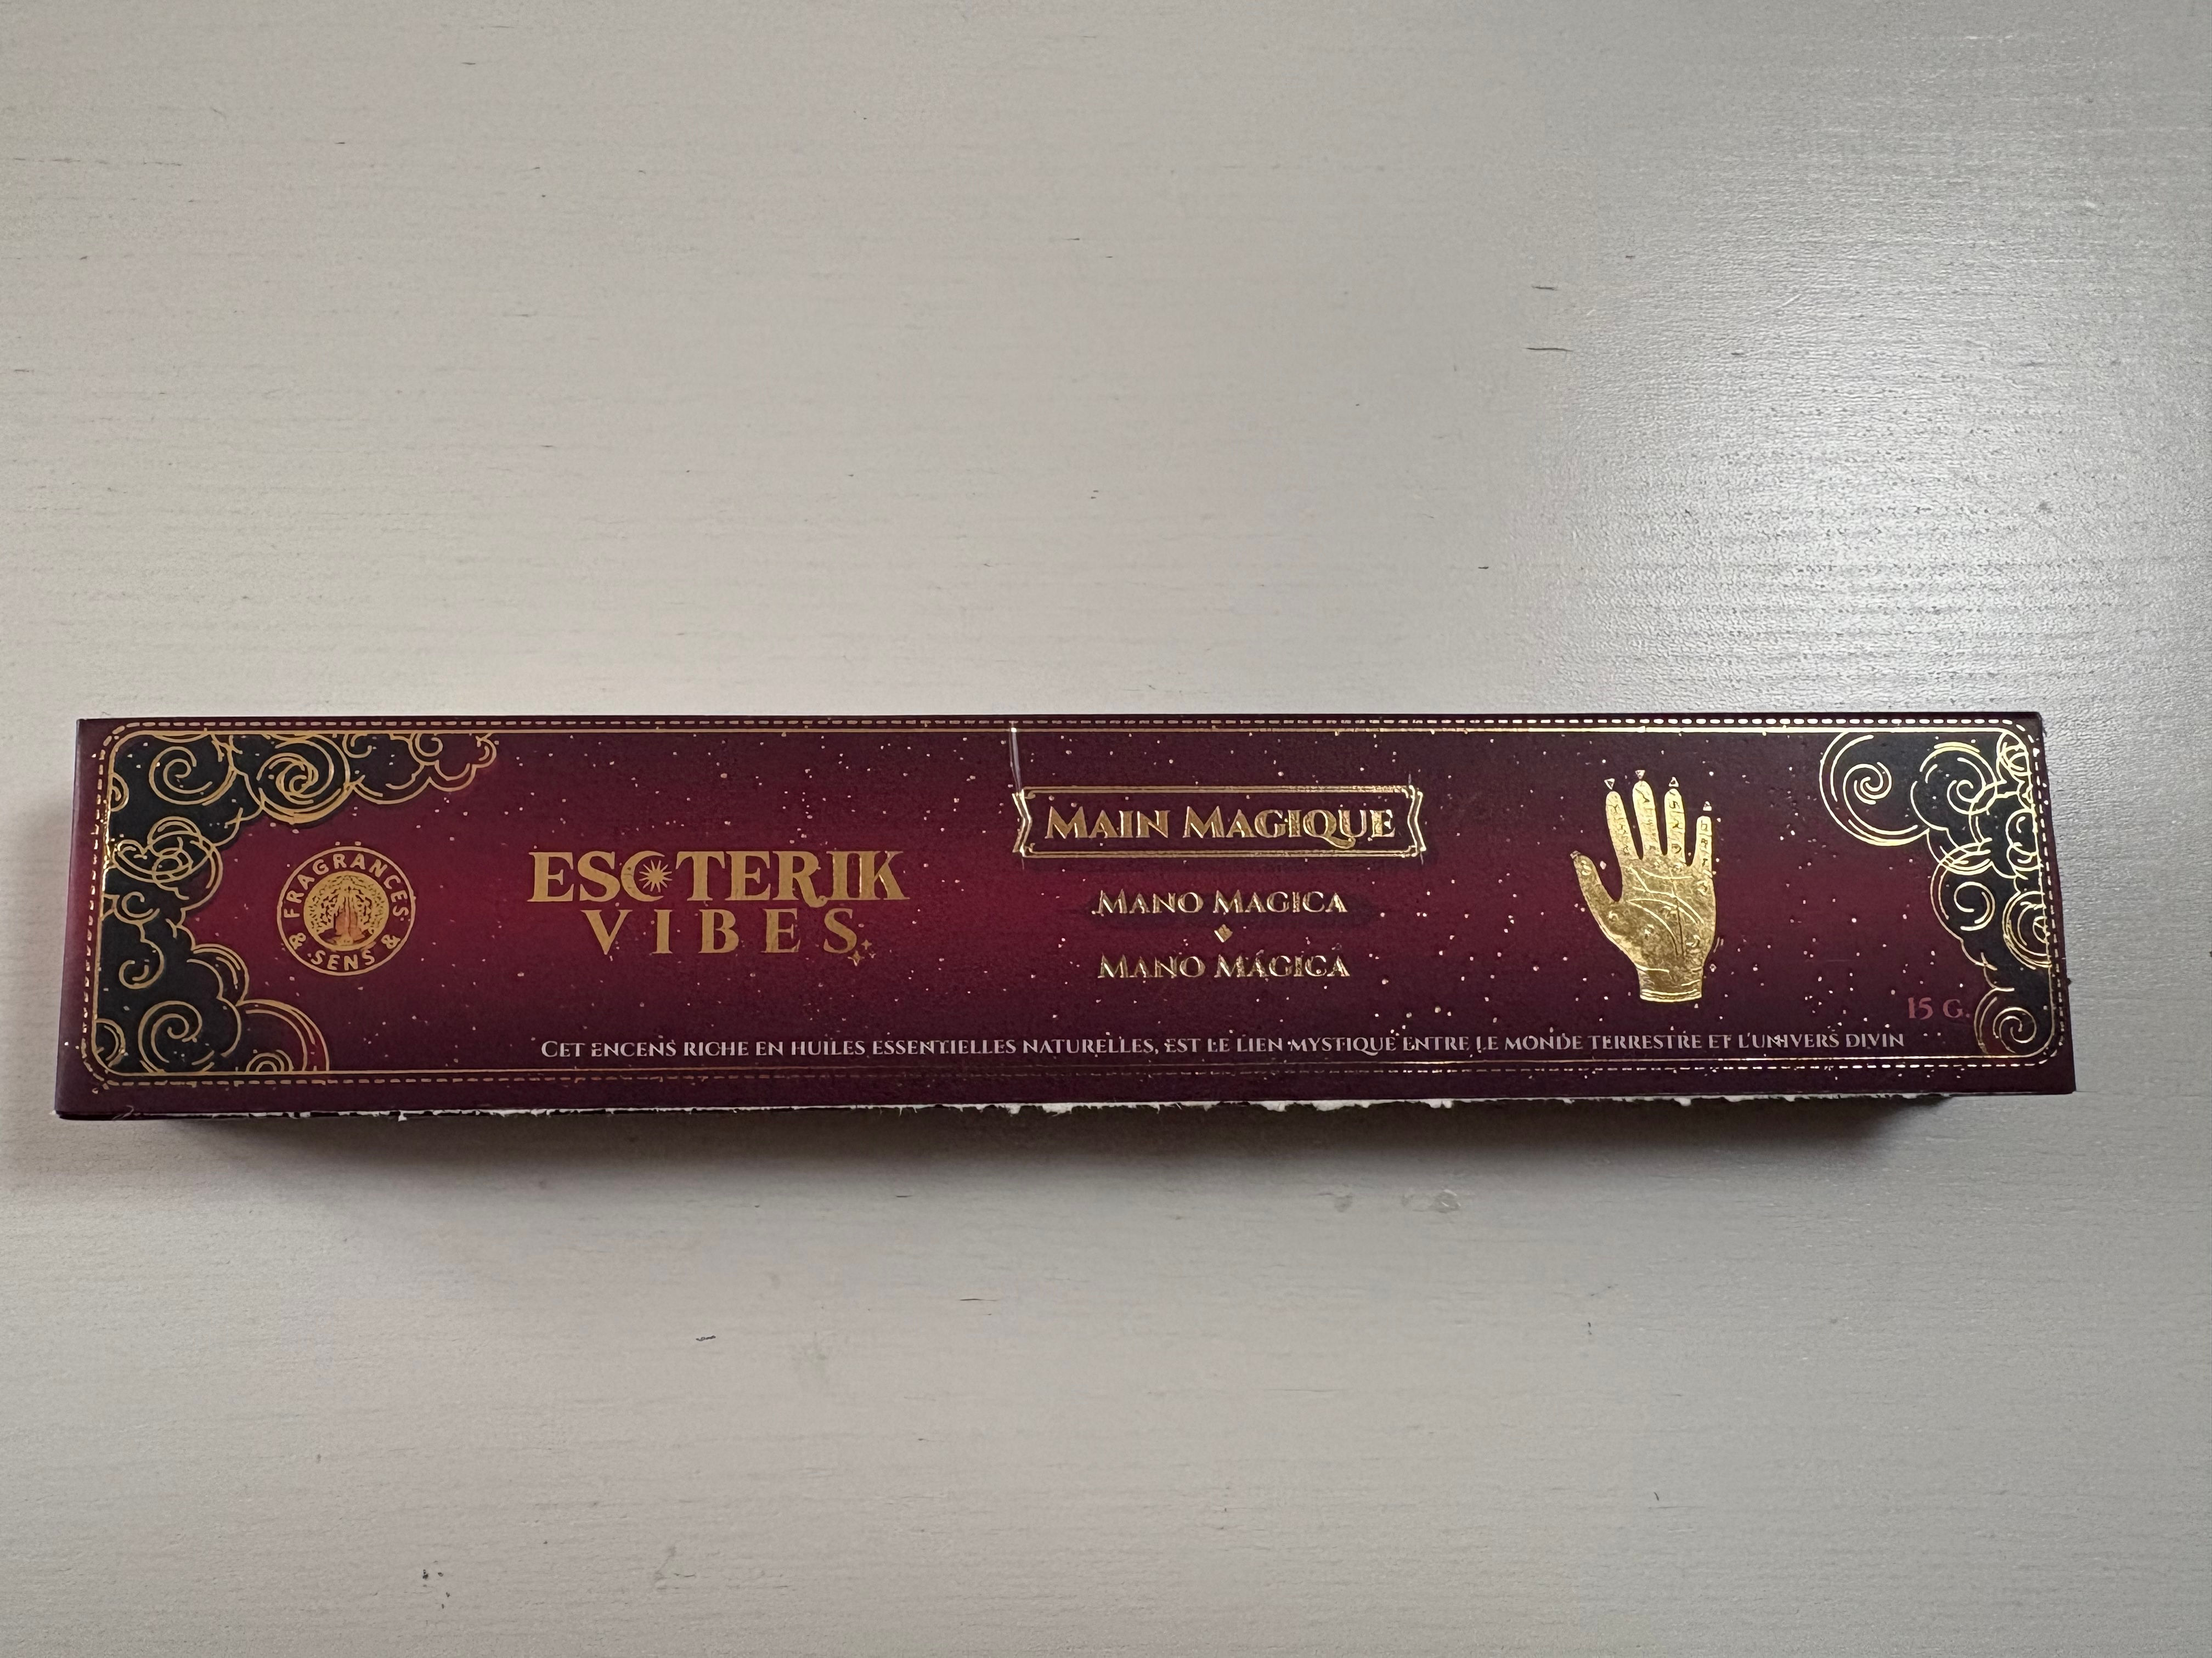 FRAGRANCES
& SENS &
ESOTERIK
VIBES
MAIN MAGIQUE
MANO MAGICA
MANO MÁGICA
15 G.
CET ENCENS RICHE EN HUILES ESSENTIELLES NATURELLES, EST LE LIEN MYSTIQUE ENTRE LE MONDE TERRESTRE ET L'UNIVERS DIVIN